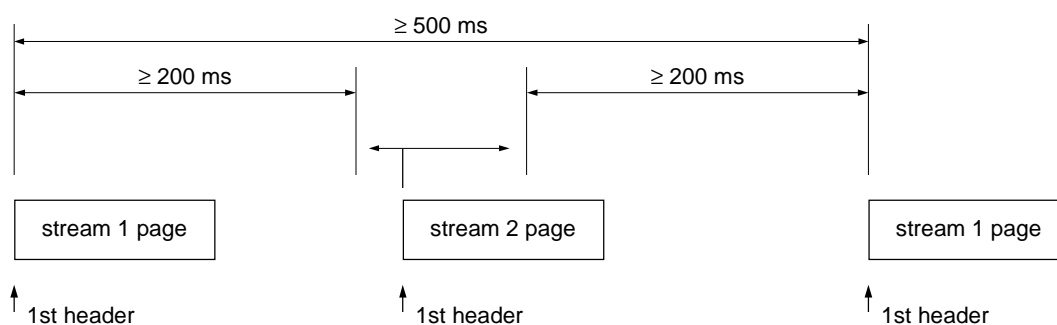 ≥ 500 ms
≥ 200 ms
≥ 200 ms
stream 1 page
stream 2 page
stream 1 page
1st header
1st header
1st header